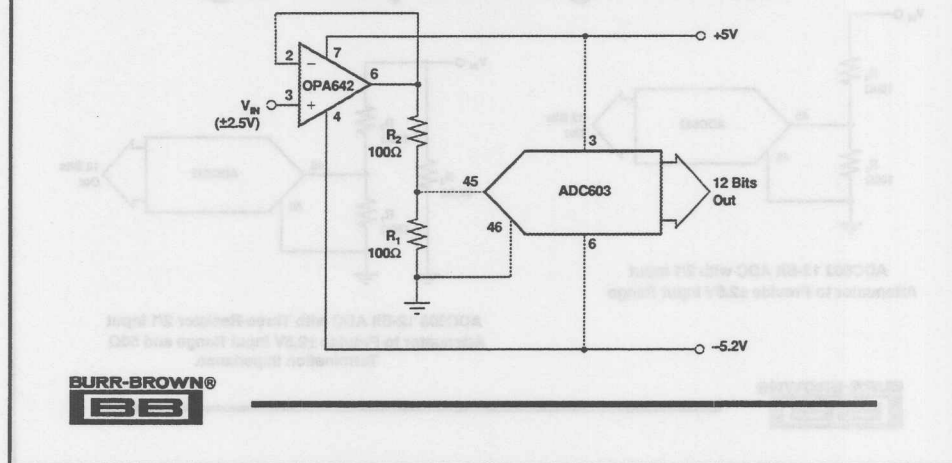 +5V
2
7
−
OPA642
6
3
+
V_IN
(±2.5V)
4
R2
100Ω
3
45
ADC603
12 Bits
Out
46
R1
100Ω
6
–5.2V
BURR-BROWN®
BB